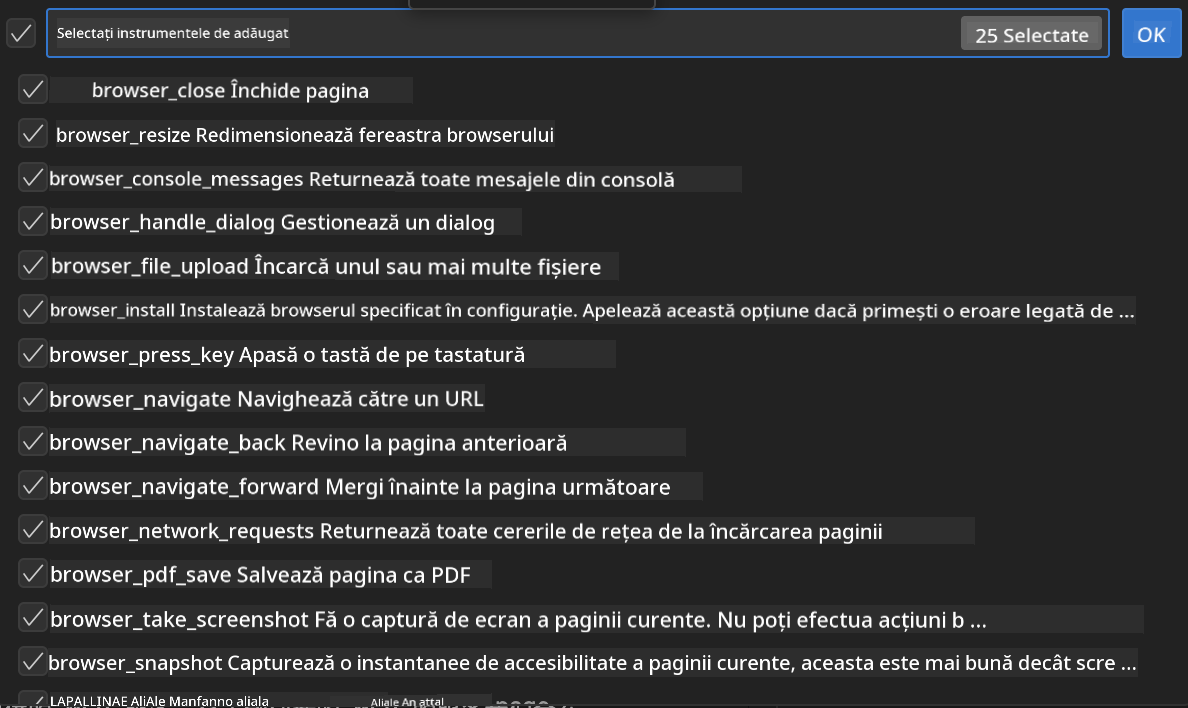 Selectați instrumentele de adăugat
25 Selectate
OK
browser_close Închide pagina
browser_resize Redimensionează fereastra browserului
browser_console_messages Returnează toate mesajele din consolă
browser_handle_dialog Gestionează un dialog
browser_file_upload Încarcă unul sau mai multe fișiere
browser_install Instalează browserul specificat în configurație. Apelează această opțiune dacă primești o eroare legată de ...
browser_press_key Apasă o tastă de pe tastatură
browser_navigate Navighează către un URL
browser_navigate_back Revino la pagina anterioară
browser_navigate_forward Mergi înainte la pagina următoare
browser_network_requests Returnează toate cererile de rețea de la încărcarea paginii
browser_pdf_save Salvează pagina ca PDF
browser_take_screenshot Fă o captură de ecran a paginii curente. Nu poți efectua acțiuni b ...
browser_snapshot Capturează o instantanee de accesibilitate a paginii curente, aceasta este mai bună decât scre ...
LAPALLINAE AliAle Manfanno aliala